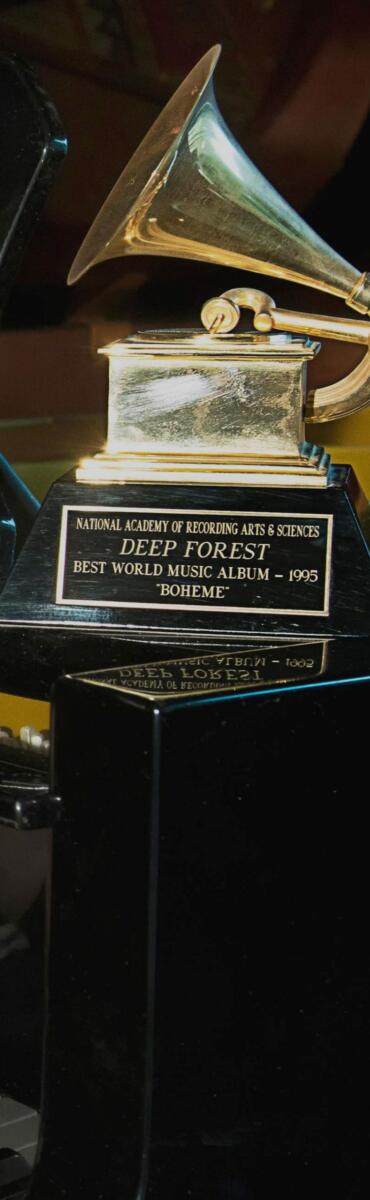 NATIONAL ACADEMY OF RECORDING ARTS & SCIENCES
DEEP FOREST
BEST WORLD MUSIC ALBUM – 1995
"BOHEME"